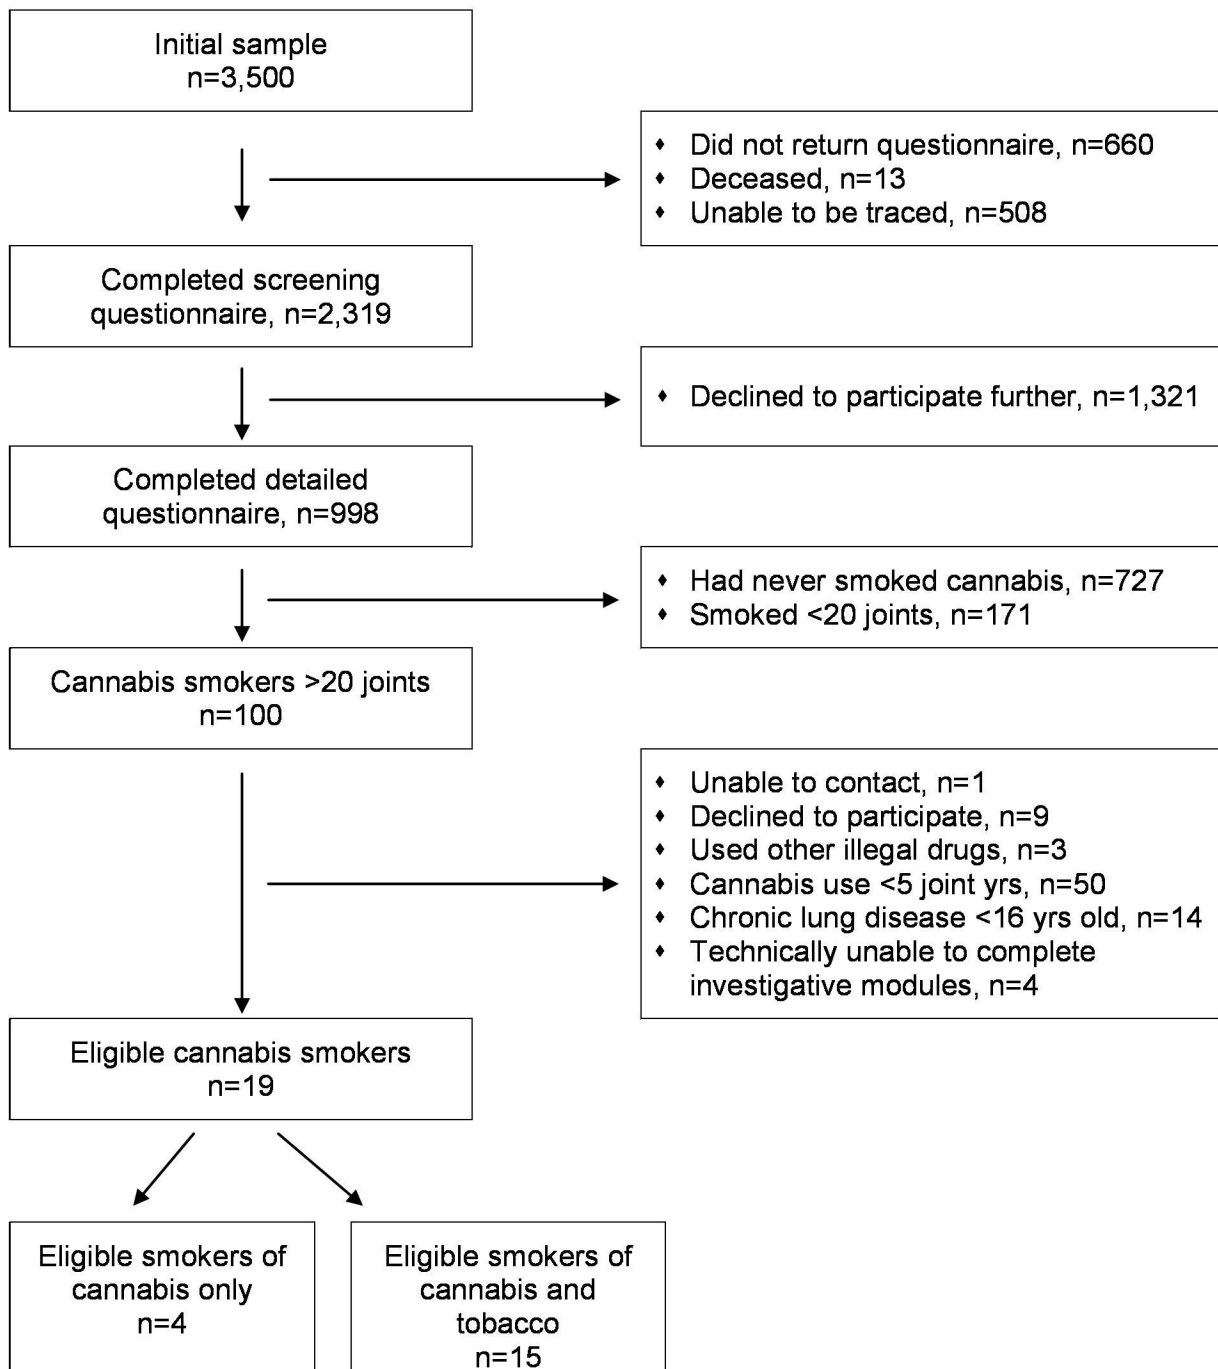 Initial sample
n=3,500
♦ Did not return questionnaire, n=660
♦ Deceased, n=13
♦ Unable to be traced, n=508
Completed screening
questionnaire, n=2,319
♦ Declined to participate further, n=1,321
Completed detailed
questionnaire, n=998
♦ Had never smoked cannabis, n=727
♦ Smoked <20 joints, n=171
Cannabis smokers >20 joints
n=100
♦ Unable to contact, n=1
♦ Declined to participate, n=9
♦ Used other illegal drugs, n=3
♦ Cannabis use <5 joint yrs, n=50
♦ Chronic lung disease <16 yrs old, n=14
♦ Technically unable to complete
investigative modules, n=4
Eligible cannabis smokers
n=19
Eligible smokers of
cannabis only
n=4
Eligible smokers of
cannabis and
tobacco
n=15